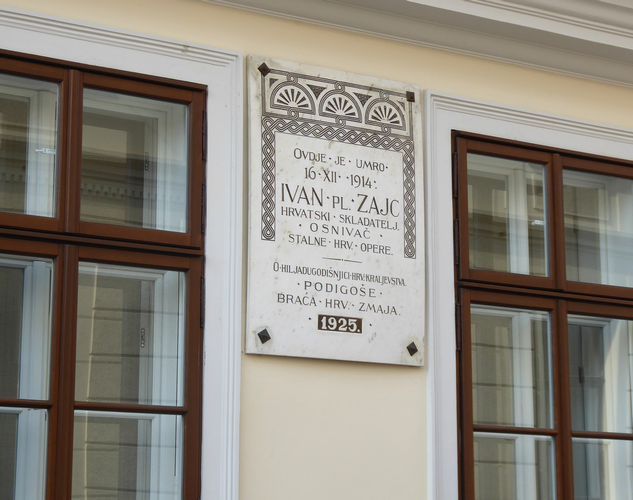 OVDJE · JE · UMRO
16 · XII · 1914:
IVAN · PL · ZAJC
HRVATSKI · SKLADATELJ.
· OSNIVAČ ·
STALNE · HRV. · OPERE.
O · HILJADUGODIŠNJICI · HRV. KRALJEVSTVA.
· PODIGOŠE ·
BRAĆA · HRV. · ZMAJA.
· 1925. ·